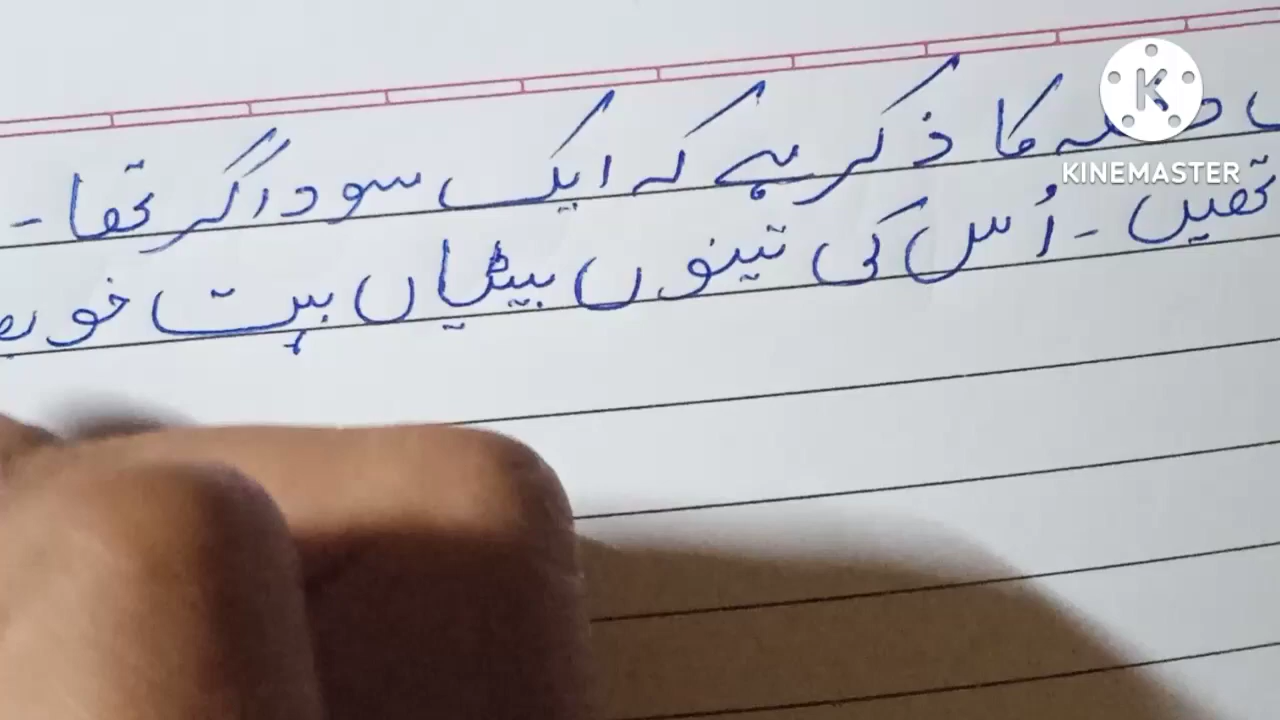 کا ذکر ہے کہ ایک سوداگر تھا ۔
تھیں ۔ اُس کی تینوں بیٹیاں بہت
KINEMASTER